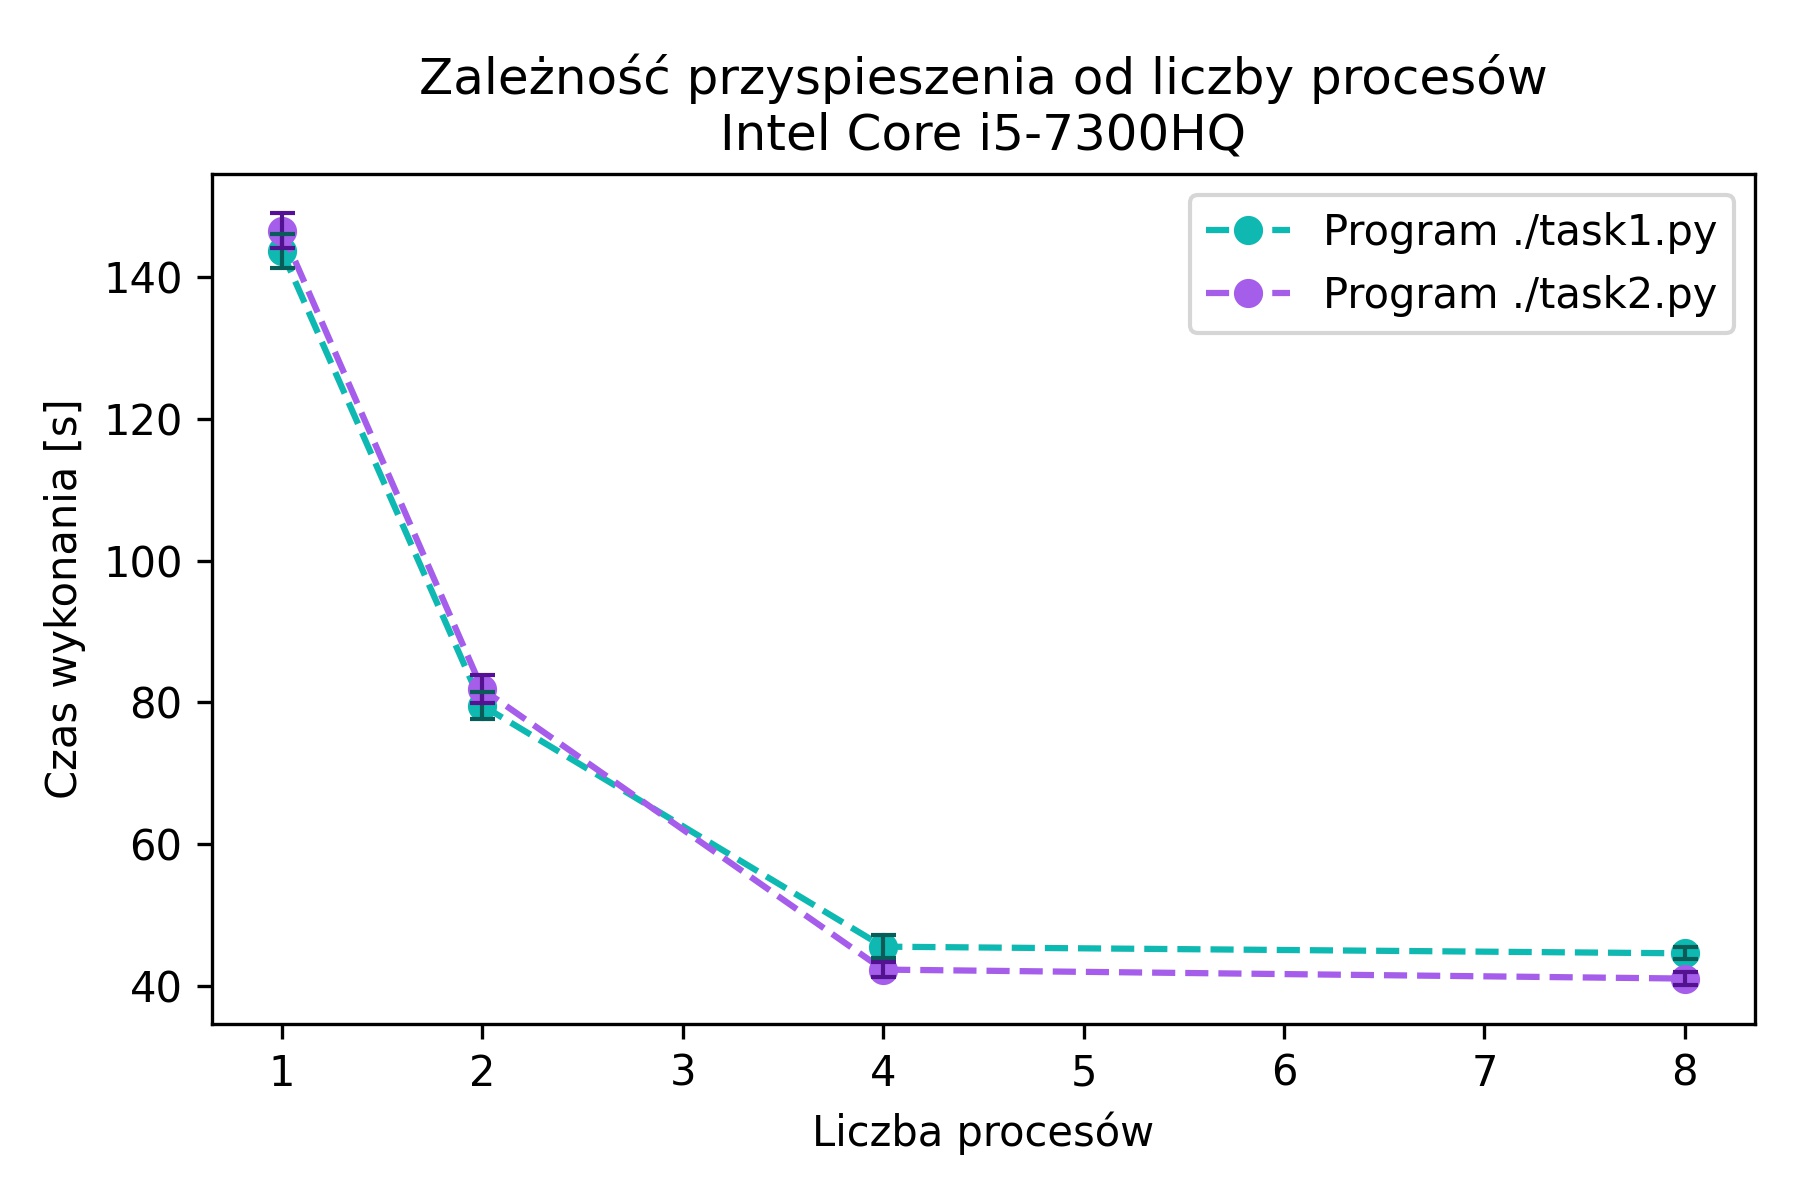 Zależność przyspieszenia od liczby procesów
Intel Core i5-7300HQ
Program ./task1.py
Program ./task2.py
Czas wykonania [s]
140
120
100
80
60
40
1 2 3 4 5 6 7 8
Liczba procesów